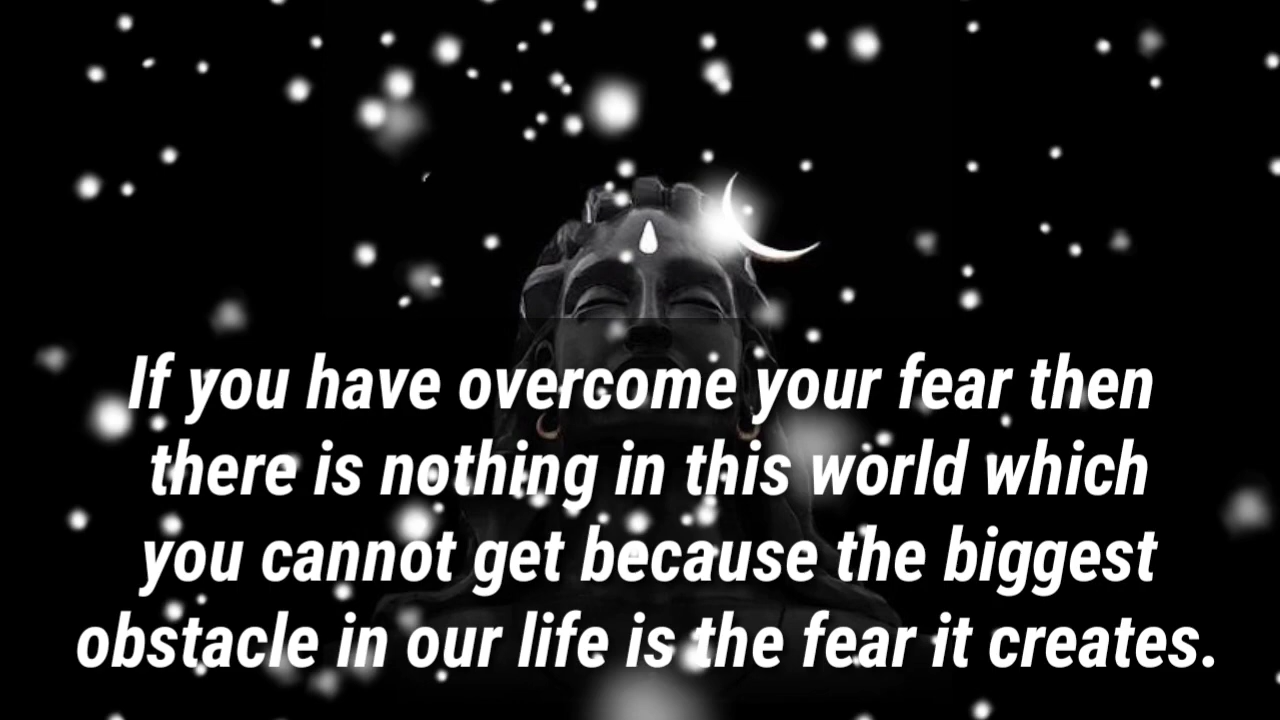 If you have overcome your fear then
there is nothing in this world which
you cannot get because the biggest
obstacle in our life is the fear it creates.